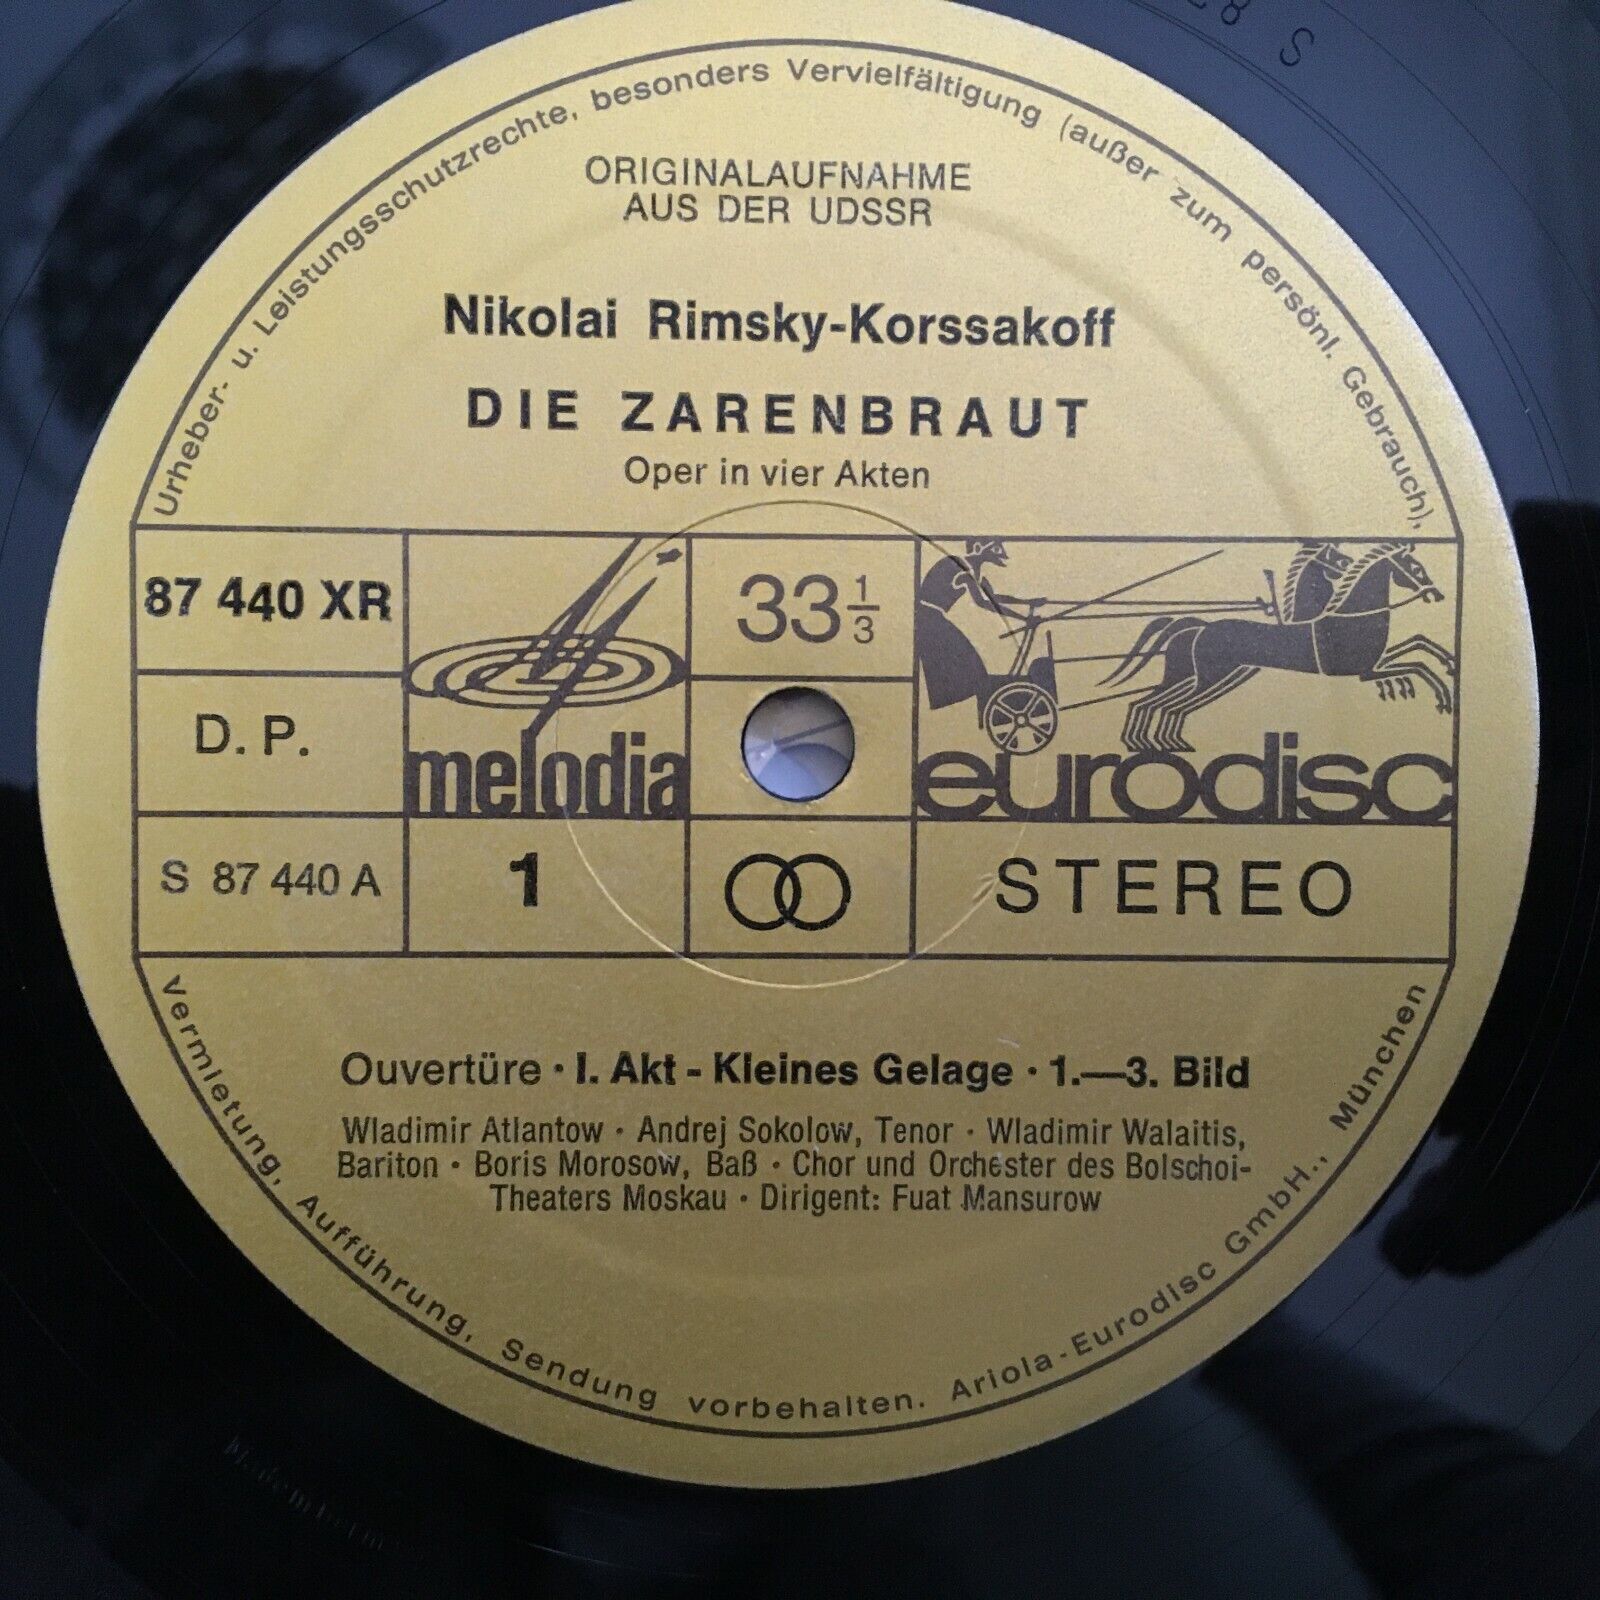 Urheber- u. Leistungsschutzrechte, besonders Vervielfältigung (außer zum persönl. Gebrauch),
ORIGINALAUFNAHME
AUS DER UDSSR
Nikolai Rimsky-Korssakoff
DIE ZARENBRAUT
Oper in vier Akten
87 440 XR
33 1/3
D. P.
melodia
eurodisc
S 87 440 A
1
STEREO
Ouvertüre · I. Akt - Kleines Gelage · 1.—3. Bild
Wladimir Atlantow · Andrej Sokolow, Tenor · Wladimir Walaitis,
Bariton · Boris Morosow, Baß · Chor und Orchester des Bolschoi-
Theaters Moskau · Dirigent: Fuat Mansurow
Vermietung, Aufführung, Sendung vorbehalten. Ariola-Eurodisc GmbH., München